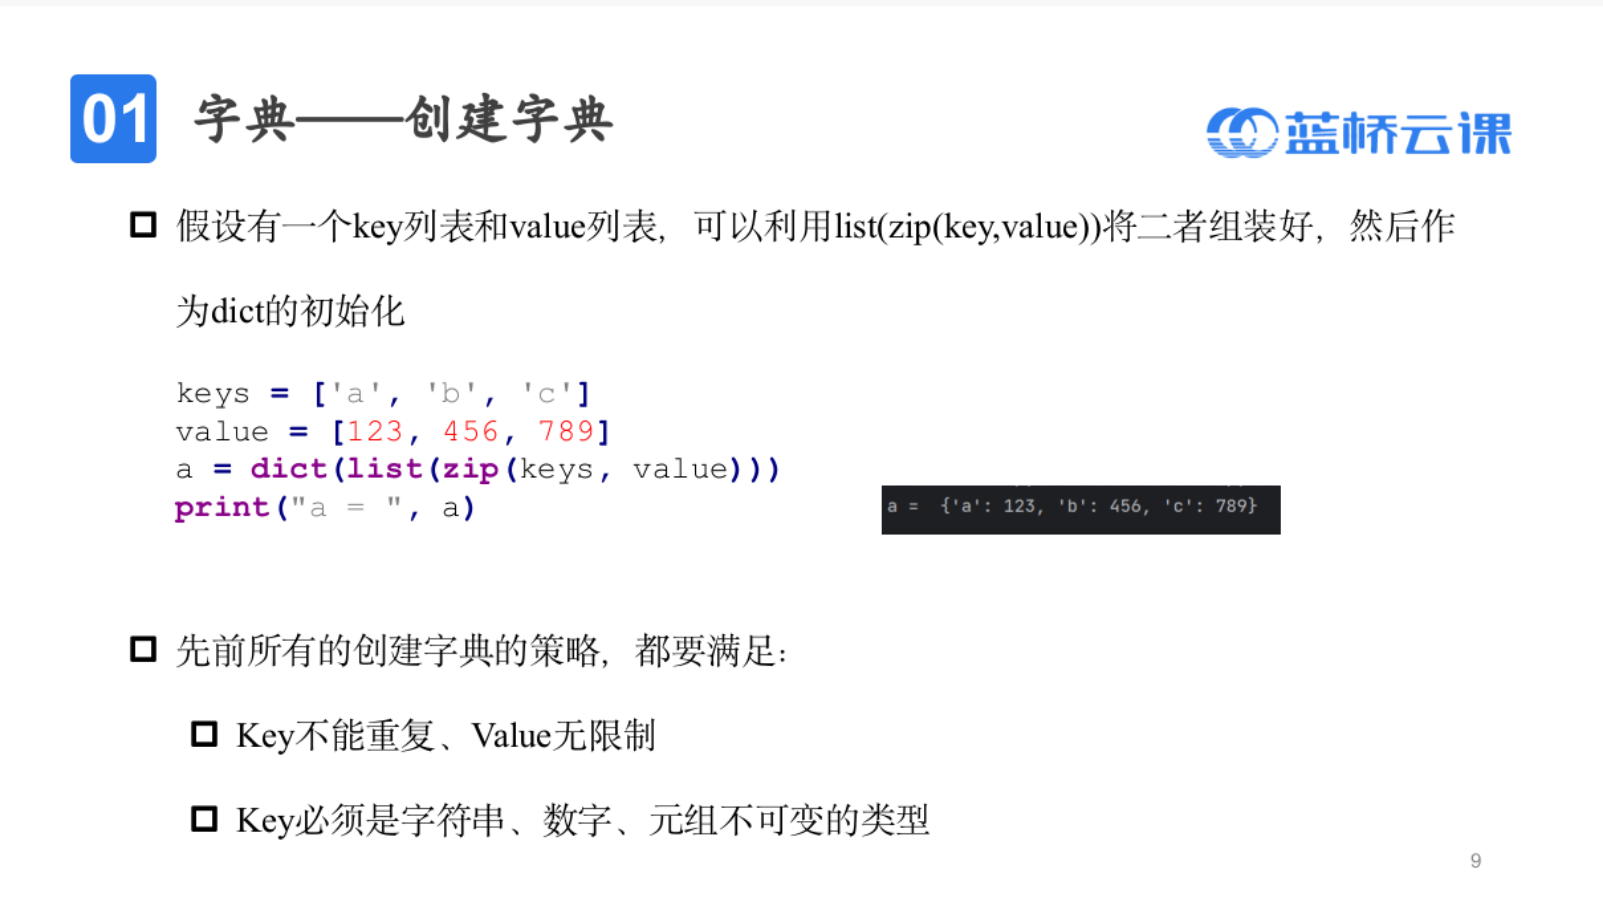 01 字典——创建字典
蓝桥云课
假设有一个key列表和value列表，可以利用list(zip(key,value))将二者组装好，然后作
为dict的初始化
keys = ['a', 'b', 'c']
value = [123, 456, 789]
a = dict(list(zip(keys, value)))
print("a = ", a)
a =  {'a': 123, 'b': 456, 'c': 789}
先前所有的创建字典的策略，都要满足：
Key不能重复、Value无限制
Key必须是字符串、数字、元组不可变的类型
9